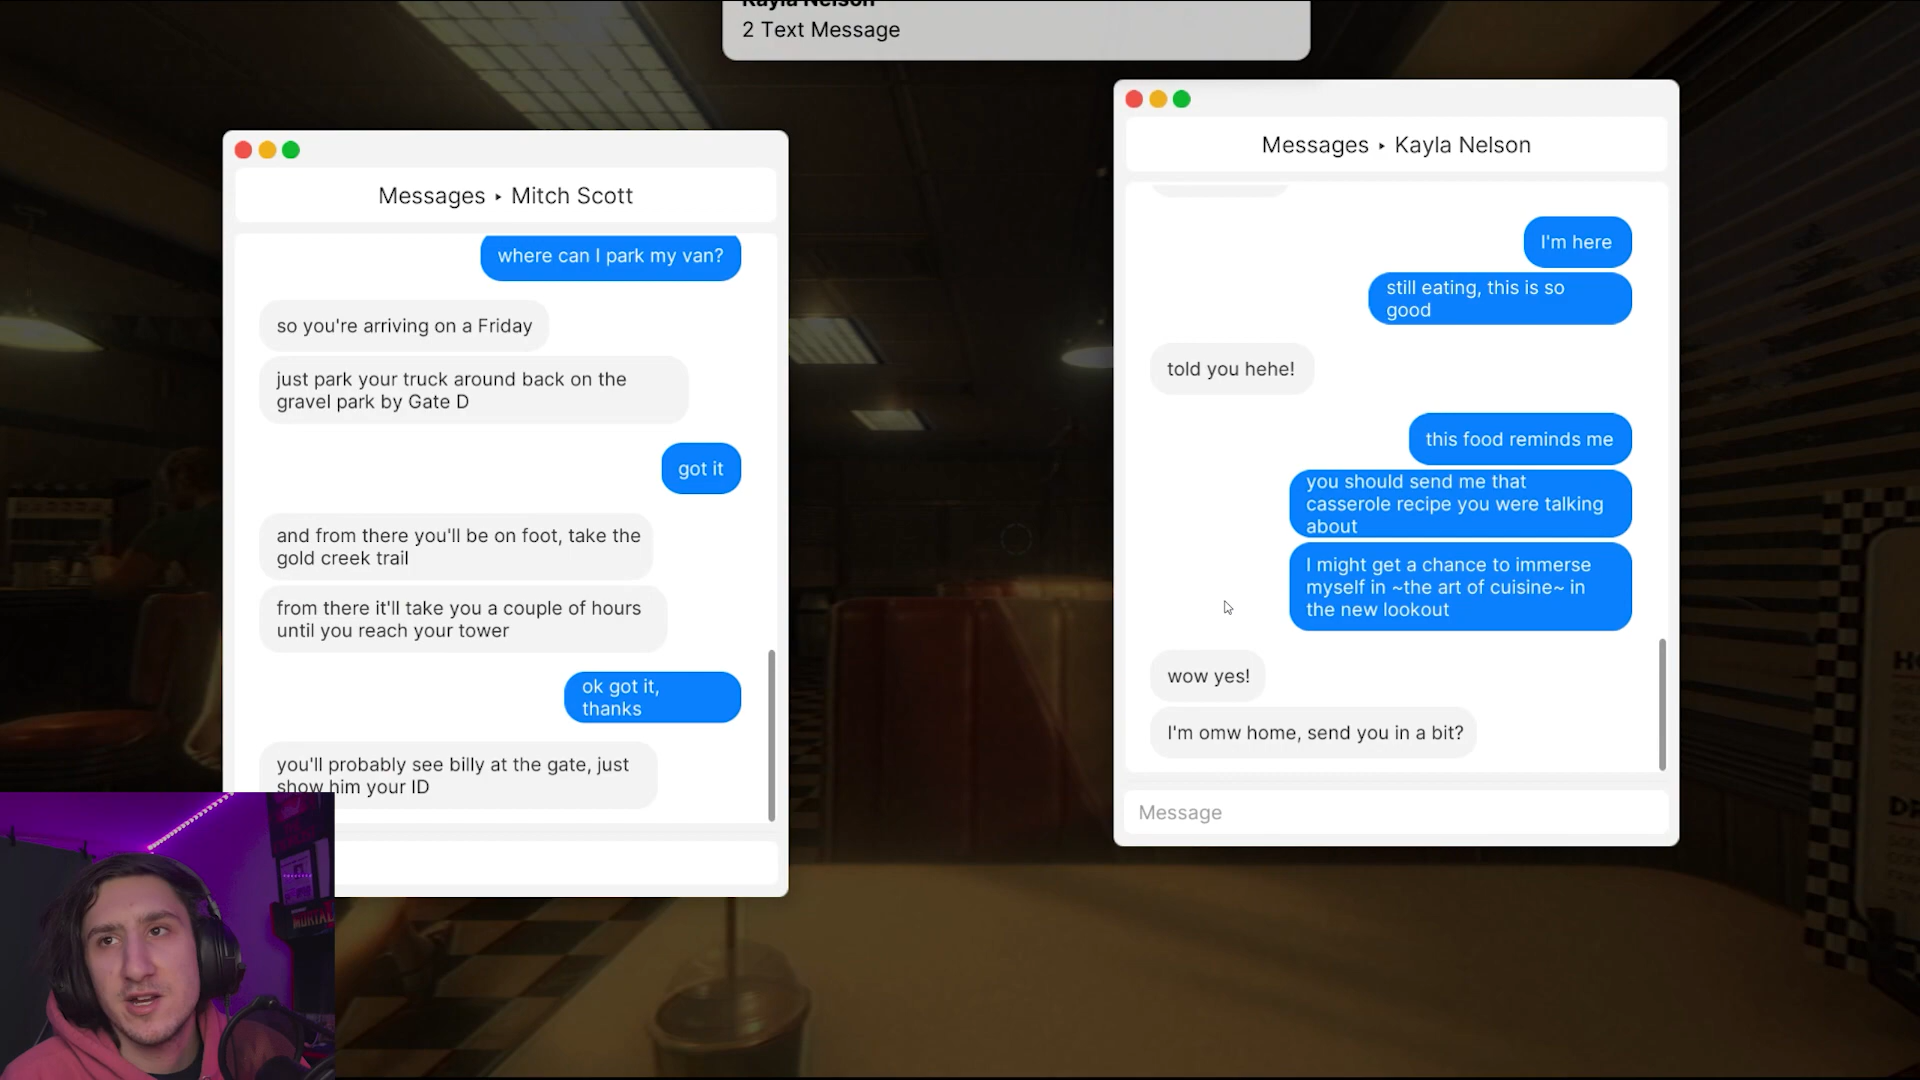 Kayla Nelson
2 Text Message
Messages ‣ Mitch Scott
where can I park my van?
so you're arriving on a Friday
just park your truck around back on the
gravel park by Gate D
got it
and from there you'll be on foot, take the
gold creek trail
from there it'll take you a couple of hours
until you reach your tower
ok got it,
thanks
you'll probably see billy at the gate, just
show him your ID
Messages ‣ Kayla Nelson
I'm here
still eating, this is so
good
told you hehe!
this food reminds me
you should send me that
casserole recipe you were talking
about
I might get a chance to immerse
myself in ~the art of cuisine~ in
the new lookout
wow yes!
I'm omw home, send you in a bit?
Message